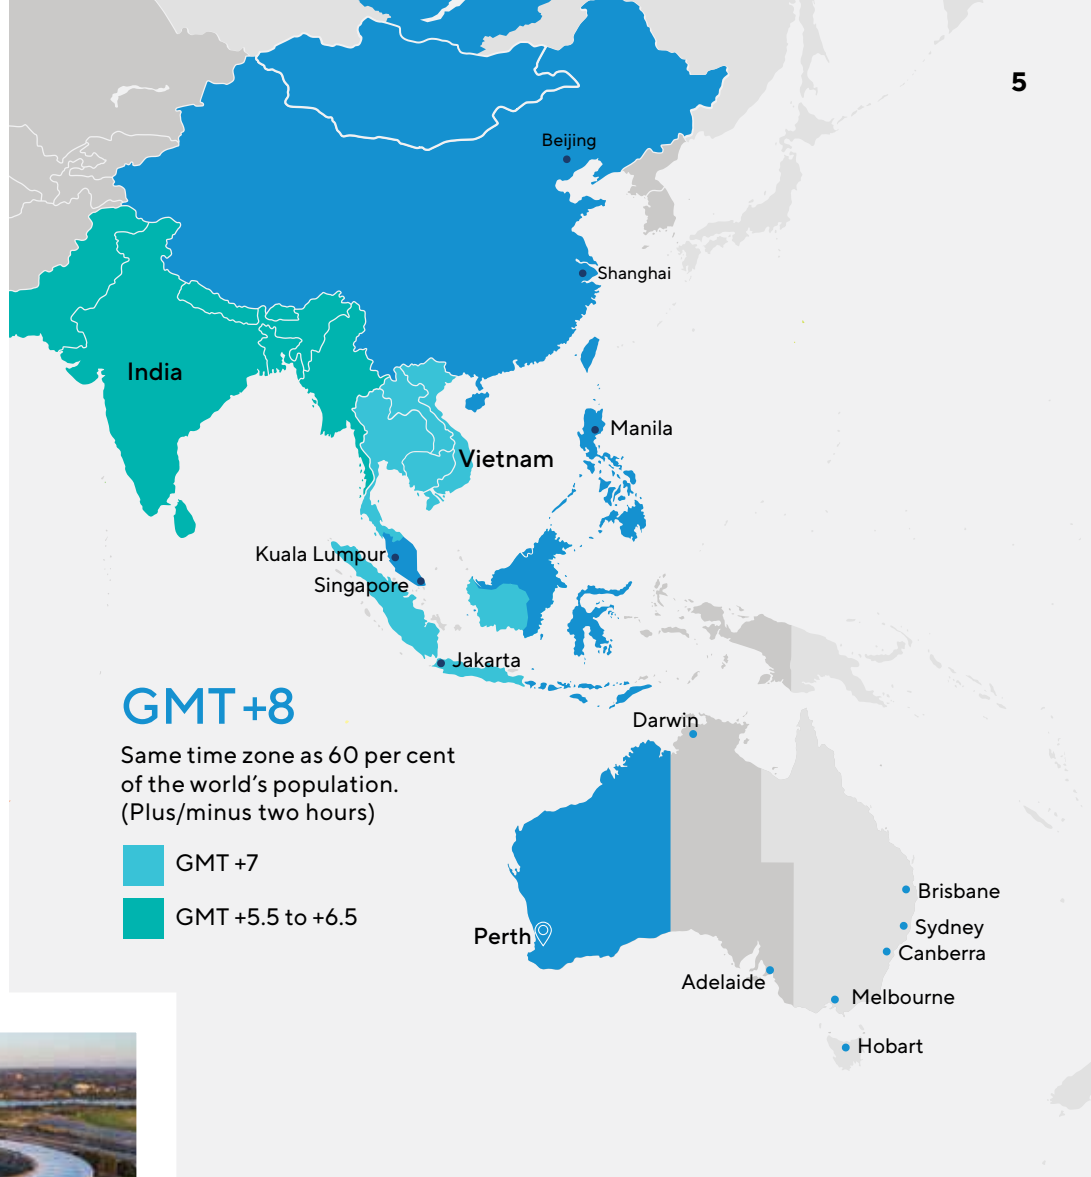 5
Beijing
Shanghai
India
Manila
Vietnam
Kuala Lumpur
Singapore
Jakarta
GMT +8
Same time zone as 60 per cent
of the world’s population.
(Plus/minus two hours)
GMT +7
GMT +5.5 to +6.5
Darwin
Brisbane
Sydney
Perth
Canberra
Adelaide
Melbourne
Hobart